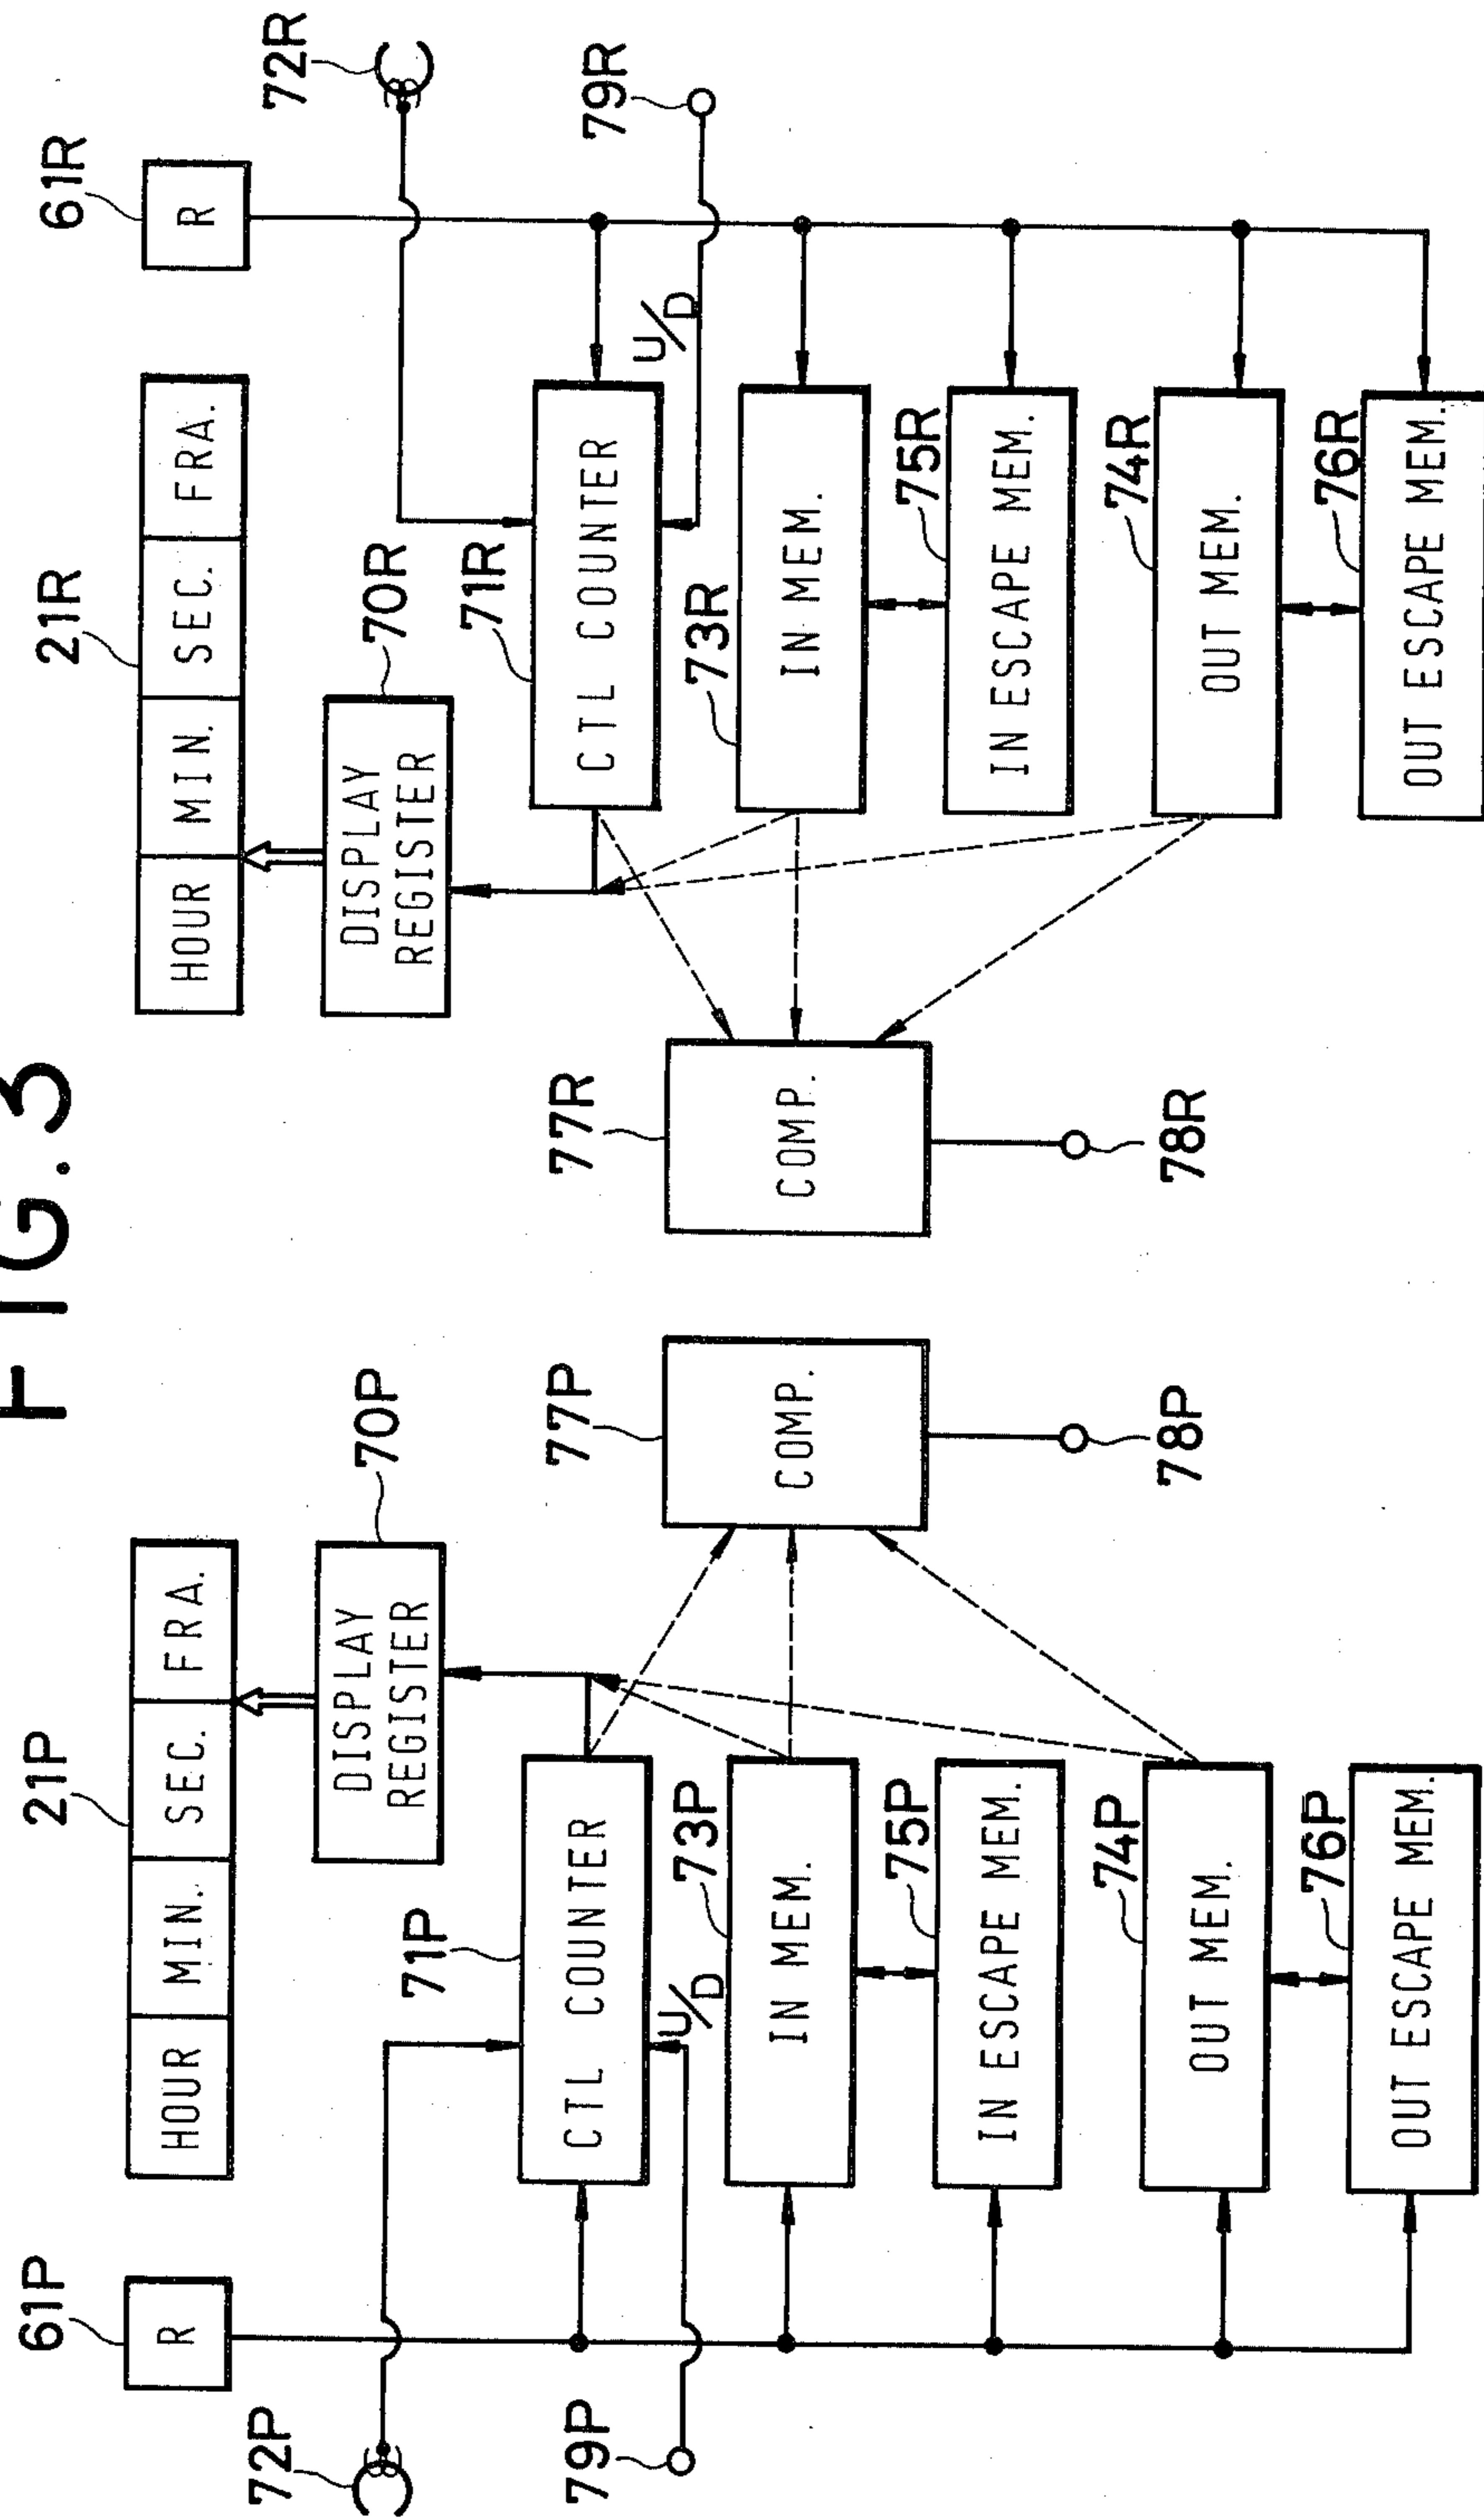 FIG. 3
61P
R
21P
HOUR MIN. SEC. FRA.
72P
70P
DISPLAY
REGISTER
71P
CTL COUNTER
79P
U/D
73P
IN MEM.
75P
IN ESCAPE MEM.
74P
OUT MEM.
76P
OUT ESCAPE MEM.
77P
COMP.
78P
21R
HOUR MIN. SEC. FRA.
61R
R
72R
70R
DISPLAY
REGISTER
71R
CTL COUNTER
79R
U/D
73R
IN MEM.
75R
IN ESCAPE MEM.
74R
OUT MEM.
76R
OUT ESCAPE MEM.
77R
COMP.
78R